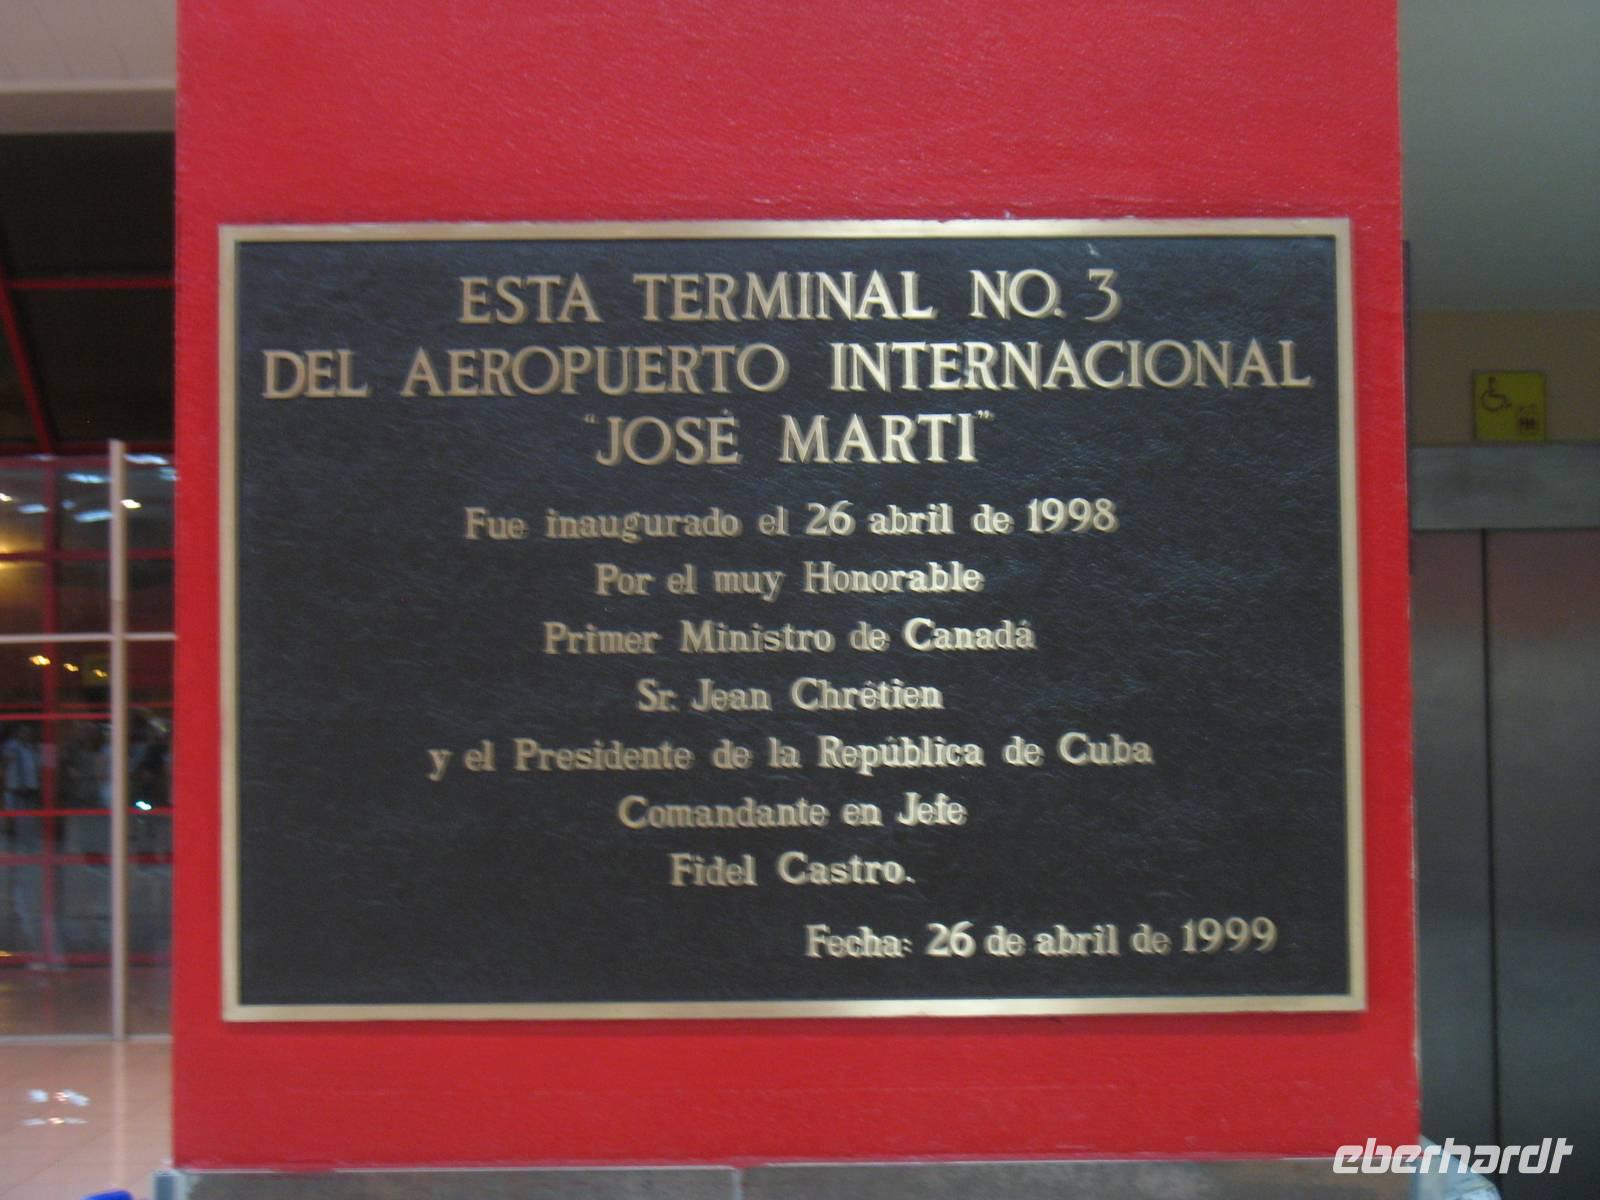 ESTA TERMINAL NO. 3
DEL AEROPUERTO INTERNACIONAL
"JOSÉ MARTI"
Fue inaugurado el 26 abril de 1998
Por el muy Honorable
Primer Ministro de Canadá
Sr. Jean Chrétien
y el Presidente de la República de Cuba
Comandante en Jefe
Fidel Castro.
Fecha: 26 de abril de 1999
eberhardt